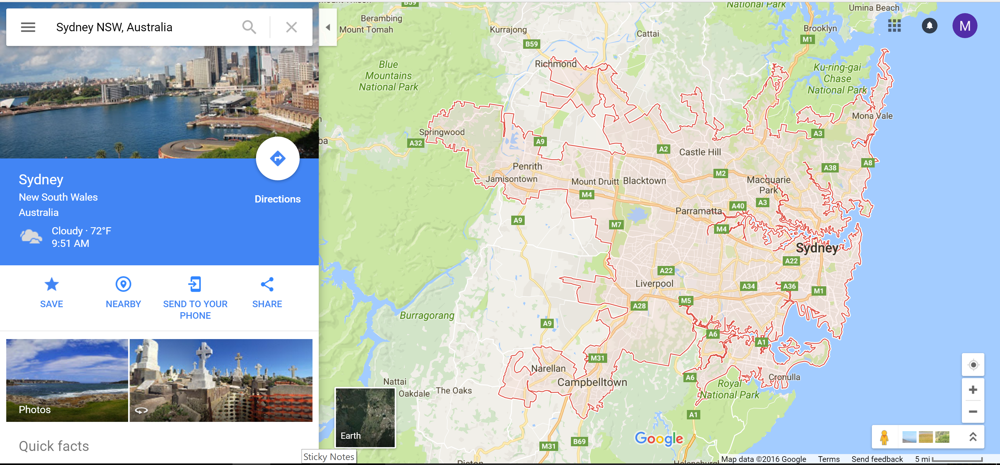 Sydney NSW, Australia
Sydney
New South Wales
Australia
Directions
Cloudy · 72°F
9:51 AM
SAVE
NEARBY
SEND TO YOUR
PHONE
SHARE
Photos
Quick facts
Sticky Notes
Earth
B59
National Park
Umina Beach
Berambing
Mount Tomah
Kurrajong
Cattai
Brooklyn
M
B59
M1
Blue
Mountains
National Park
Richmond
Ku-ring-gai
Chase
National Park
Mona Vale
Springwood
A32
A9
A3
A2
Castle Hill
A8
Penrith
A38
M2
Jamisontown
Mount Druitt
Blacktown
Macquarie
Park
M4
A3
A40
Parramatta
A9
M7
M4
Sydney
A22
A22
Liverpool
A34
A36
M1
M5
A28
Burragorang
A9
A6
A1
M31
Narellan
Campbelltown
A6
Cronulla
Royal
National Park
Nattai
Oakdale
The Oaks
A1
Google
B69
M31
Map data ©2016 Google
Terms
Send feedback
5 mi